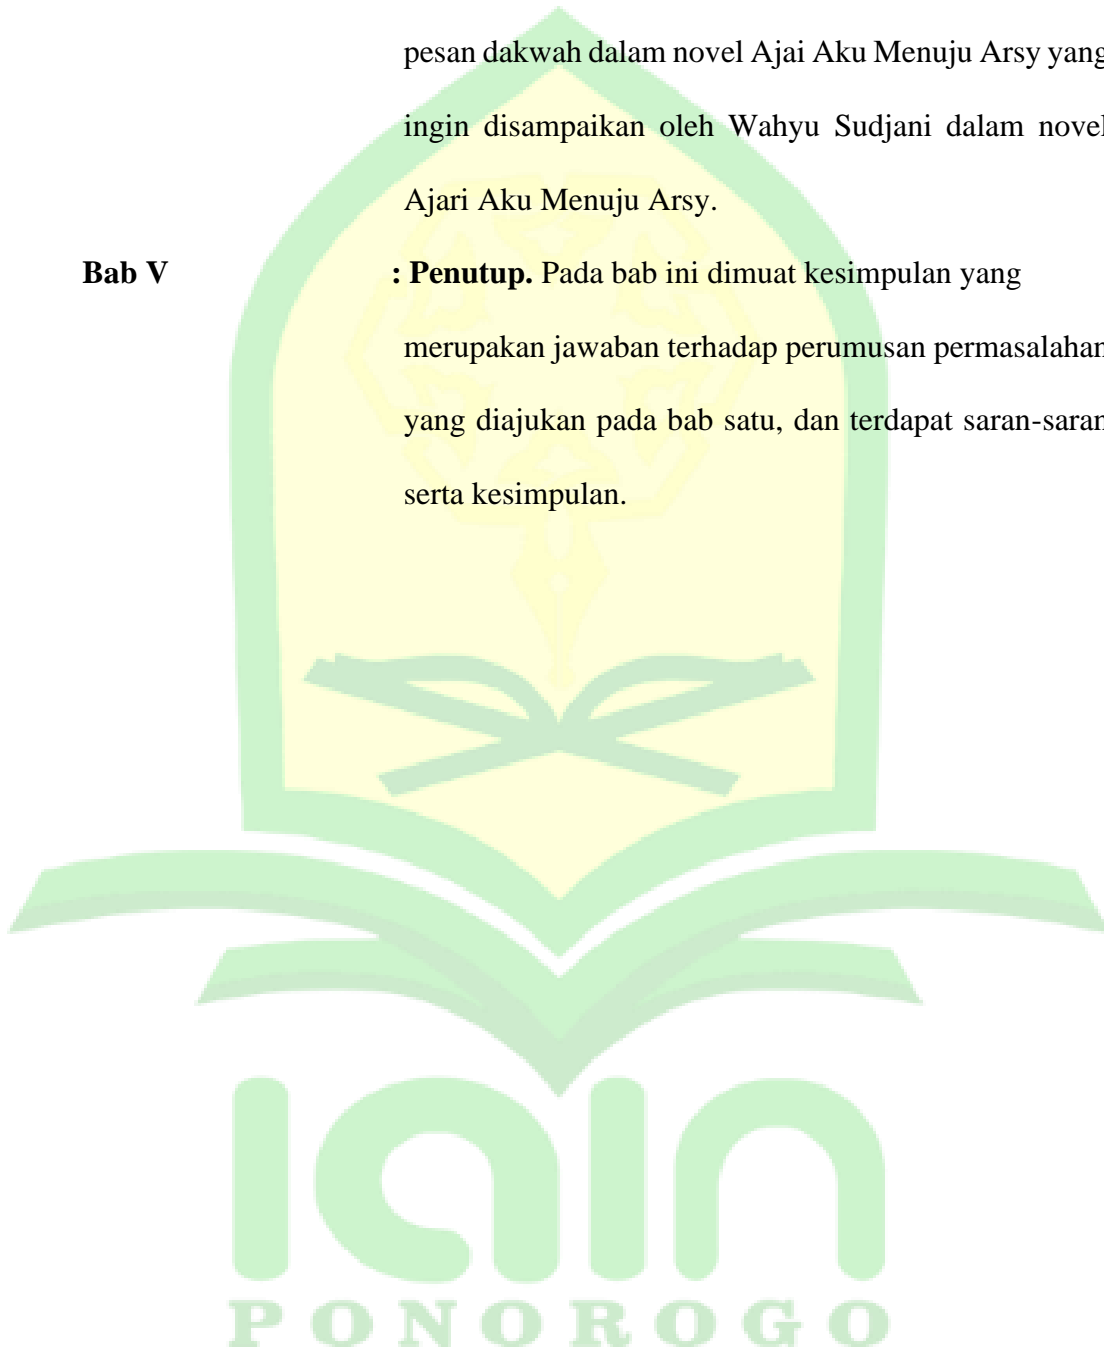 pesan dakwah dalam novel Ajai Aku Menuju Arsy yang
ingin disampaikan oleh Wahyu Sudjani dalam novel
Ajari Aku Menuju Arsy.
Bab V : Penutup. Pada bab ini dimuat kesimpulan yang
merupakan jawaban terhadap perumusan permasalahan
yang diajukan pada bab satu, dan terdapat saran-saran
serta kesimpulan.
iain
PONOROGO